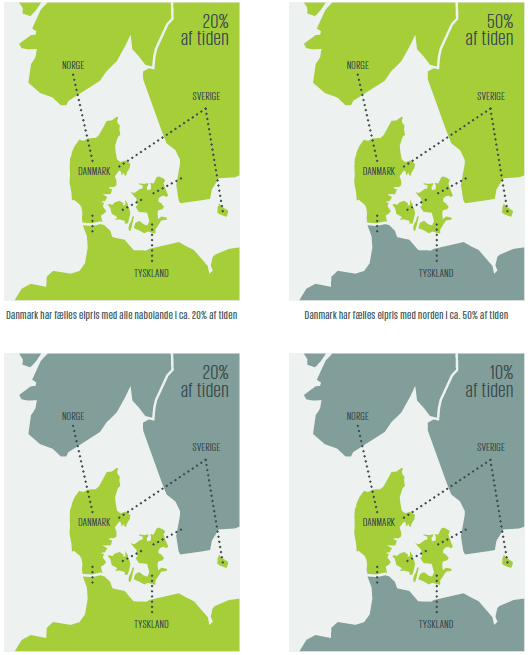 20%
af tiden
NORGE
SVERIGE
DANMARK
TYSKLAND
Danmark har fælles elpris med alle nabolande i ca. 20% af tiden
50%
af tiden
NORGE
SVERIGE
DANMARK
TYSKLAND
Danmark har fælles elpris med norden i ca. 50% af tiden
20%
af tiden
NORGE
SVERIGE
DANMARK
TYSKLAND
10%
af tiden
NORGE
SVERIGE
DANMARK
TYSKLAND